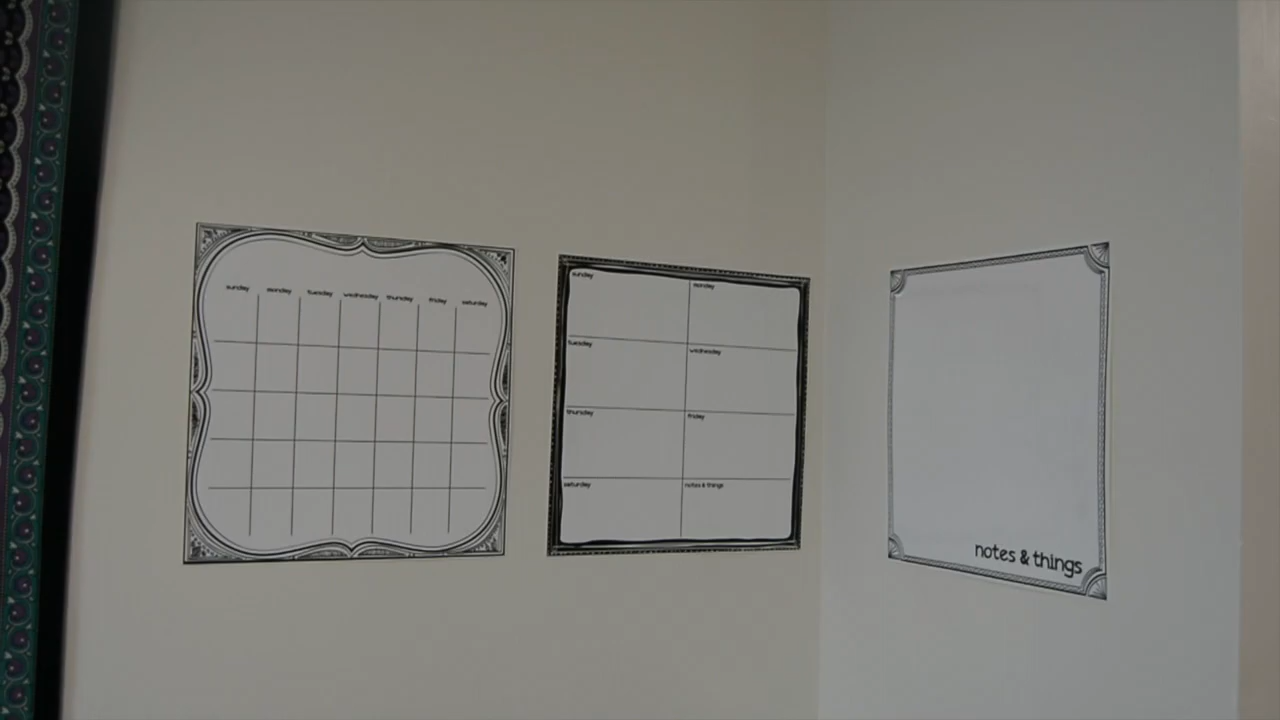 sunday monday tuesday wednesday thursday friday saturday
sunday
monday
tuesday
wednesday
thursday
friday
saturday
notes & things
notes & things